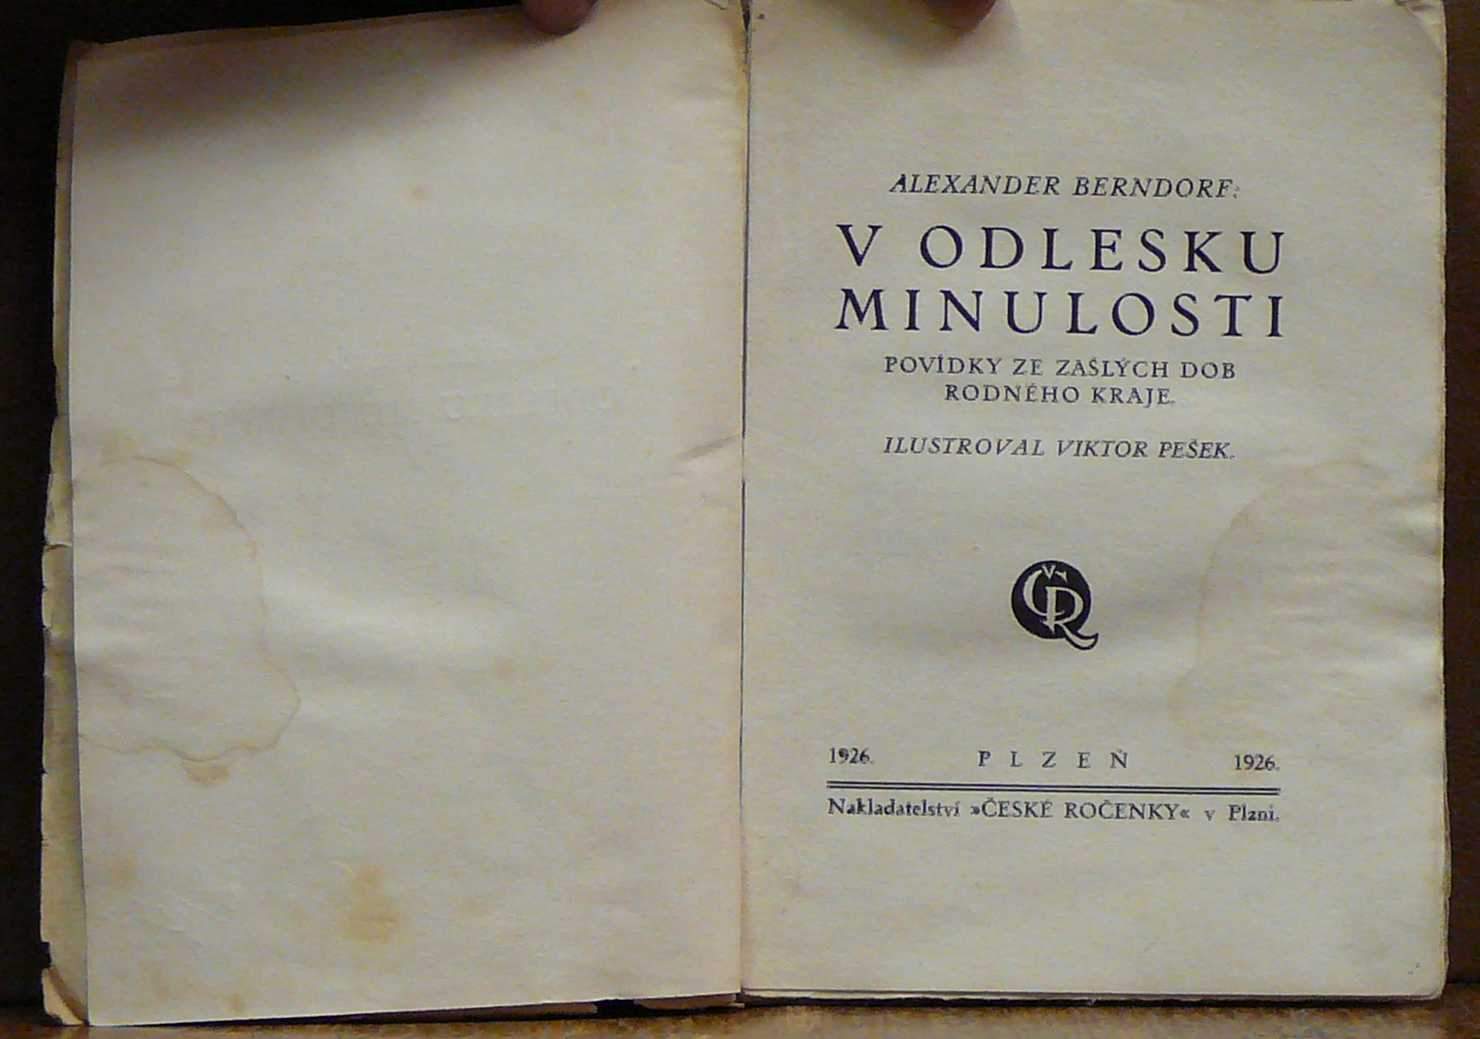 ALEXANDER BERNDORF:
V ODLESKU
MINULOSTI
POVÍDKY ZE ZAŠLÝCH DOB
RODNÉHO KRAJE.
ILUSTROVAL VIKTOR PEŠEK.
ČR
1926. PLZEŇ 1926.
Nakladatelství »ČESKÉ ROČENKY« v Plzni.